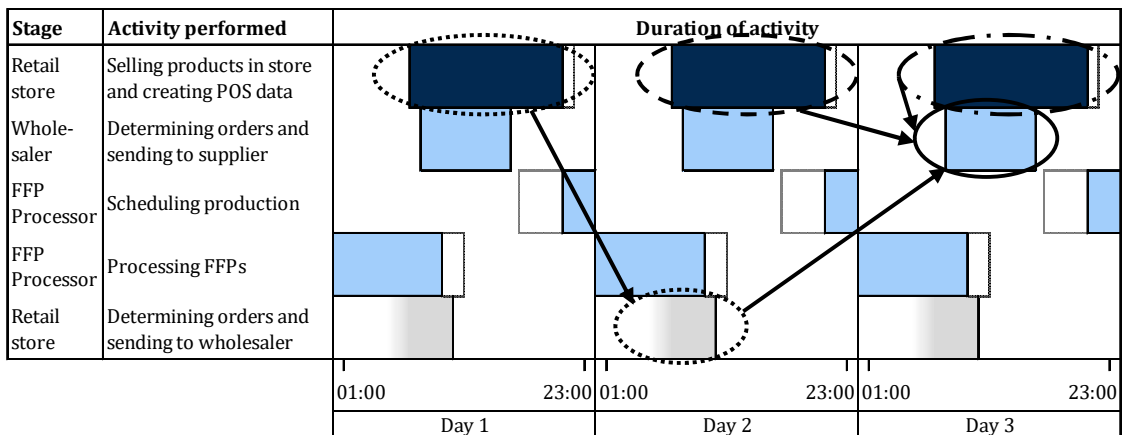 Stage Activity performed Duration of activity
Retail
store
Selling products in store
and creating POS data
Whole-
saler
Determining orders and
sending to supplier
FFP
Processor
Scheduling production
FFP
Processor
Processing FFPs
Retail
store
Determining orders and
sending to wholesaler
01:00 23:00 01:00 23:00 01:00 23:00
Day 1 Day 2 Day 3